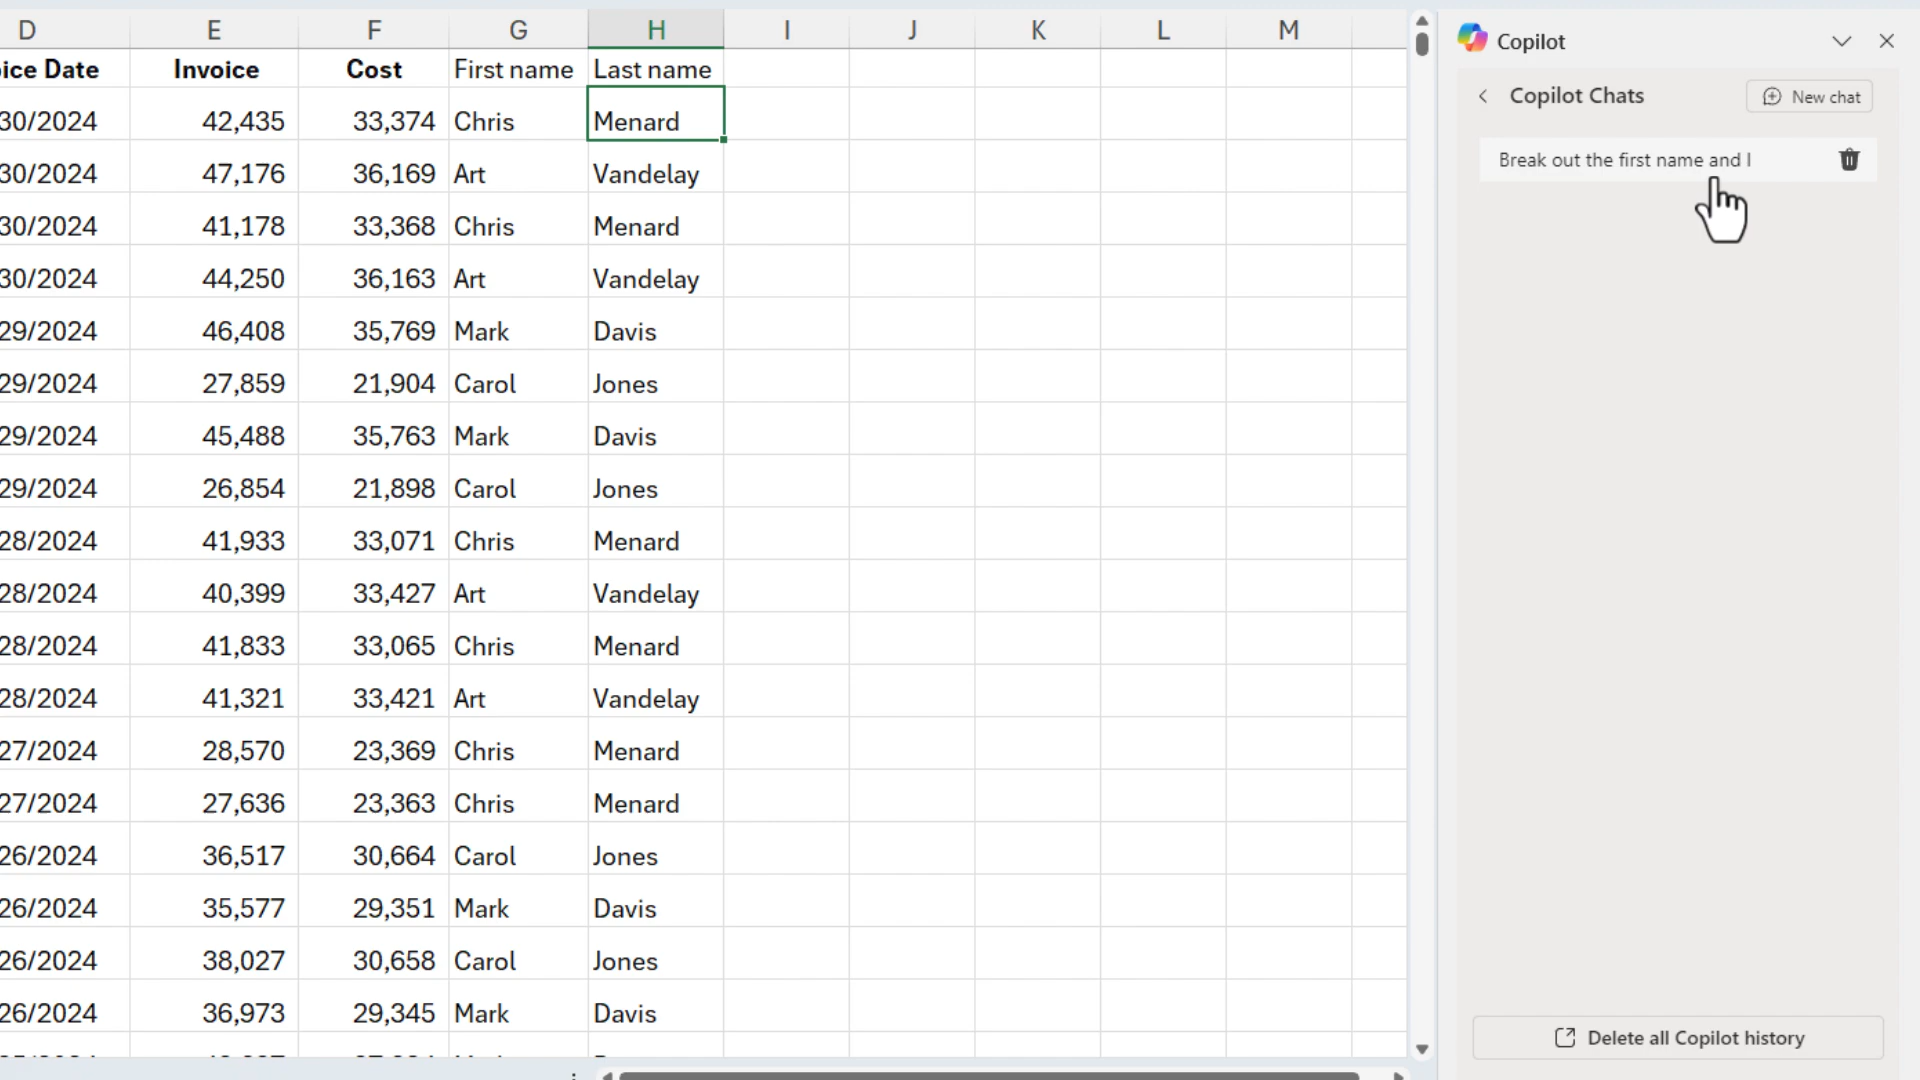 D E F G H I J K L M
ice Date Invoice Cost First name Last name
30/2024 42,435 33,374 Chris Menard
30/2024 47,176 36,169 Art Vandelay
30/2024 41,178 33,368 Chris Menard
30/2024 44,250 36,163 Art Vandelay
29/2024 46,408 35,769 Mark Davis
29/2024 27,859 21,904 Carol Jones
29/2024 45,488 35,763 Mark Davis
29/2024 26,854 21,898 Carol Jones
28/2024 41,933 33,071 Chris Menard
28/2024 40,399 33,427 Art Vandelay
28/2024 41,833 33,065 Chris Menard
28/2024 41,321 33,421 Art Vandelay
27/2024 28,570 23,369 Chris Menard
27/2024 27,636 23,363 Chris Menard
26/2024 36,517 30,664 Carol Jones
26/2024 35,577 29,351 Mark Davis
26/2024 38,027 30,658 Carol Jones
26/2024 36,973 29,345 Mark Davis
Copilot
Copilot Chats
New chat
Break out the first name and l
Delete all Copilot history